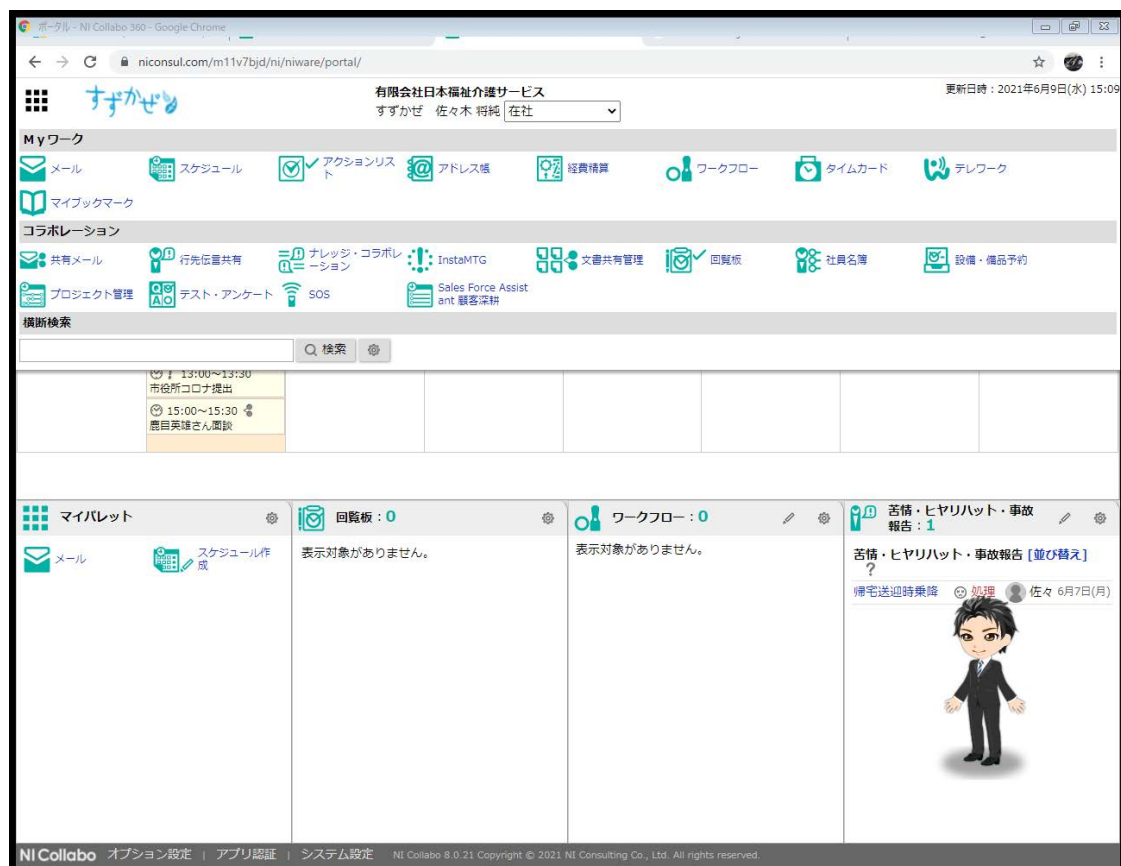 ポータル - NI Collabo 360 - Google Chrome
niconsul.com/m11v7bjd/ni/niware/portal/
すずかぜ
有限会社日本福祉介護サービス
すずかぜ 佐々木 将純 在社
更新日時:2021年6月9日(水) 15:09
Myワーク
メール スケジュール アクションリスト アドレス帳 経費精算 ワークフロー タイムカード テレワーク
マイブックマーク
コラボレーション
共有メール 行先伝言共有 ナレッジ・コラボレーション InstaMTG 文書共有管理 回覧板 社員名簿 設備・備品予約
プロジェクト管理 テスト・アンケート SOS Sales Force Assistant 顧客深耕
横断検索
検索
13:00~13:30
市役所コロナ提出
15:00~15:30
鹿目英雄さん面談
マイパレット 回覧板:0 ワークフロー:0 苦情・ヒヤリハット・事故報告:1
メール スケジュール作成 表示対象がありません。 表示対象がありません。
苦情・ヒヤリハット・事故報告 [並び替え]
?
帰宅送迎時乗降 処理 佐々 6月7日(月)
NI Collabo オプション設定 | アプリ認証 | システム設定 NI Collabo 8.0.21 Copyright © 2021 NI Consulting Co., Ltd. All rights reserved.